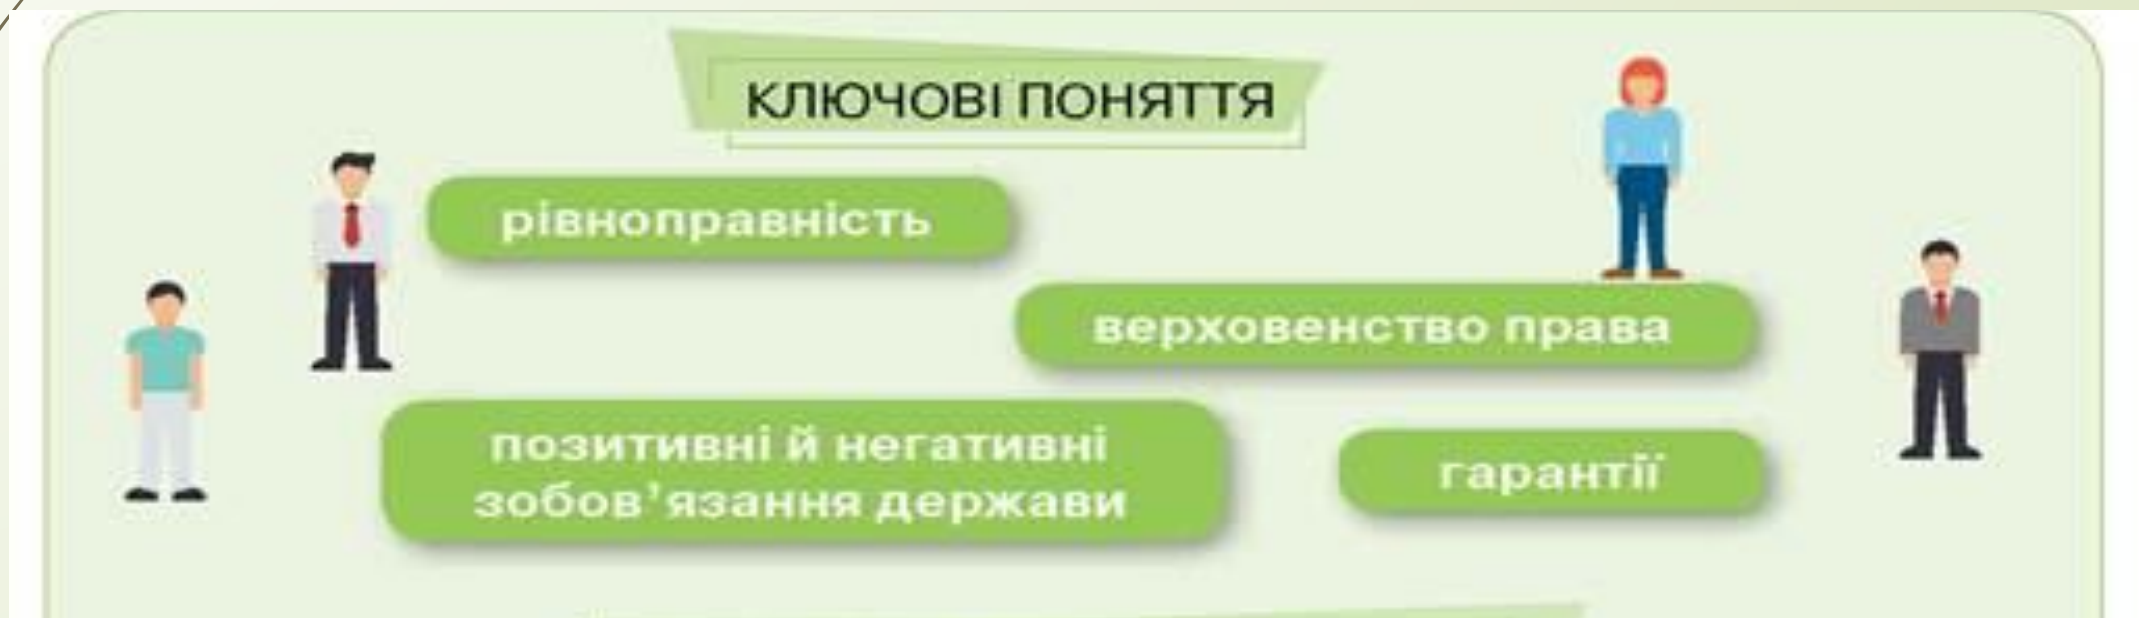 КЛЮЧОВІ ПОНЯТТЯ
рівноправність
верховенство права
позитивні й негативні
зобов’язання держави
гарантії